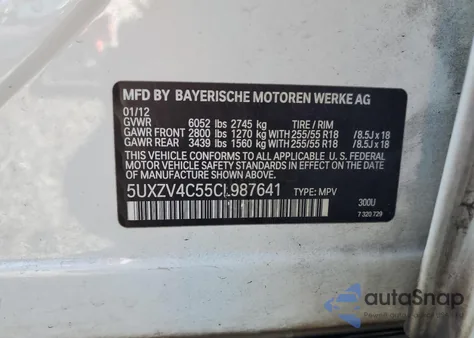 MFD BY BAYERISCHE MOTOREN WERKE AG
01/12
GVWR 6052 lbs 2745 kg TIRE / RIM
GAWR FRONT 2800 lbs 1270 kg WITH 255/55 R18 /8.5J x 18
GAWR REAR 3439 lbs 1560 kg WITH 255/55 R18 /8.5J x 18
THIS VEHICLE CONFORMS TO ALL APPLICABLE U.S. FEDERAL
MOTOR VEHICLE SAFETY STANDARDS IN EFFECT ON THE
DATE OF MANUFACTURE SHOWN ABOVE.
5UXZV4C55CL987641 TYPE: MPV
300U
7 320 729
autoSnap